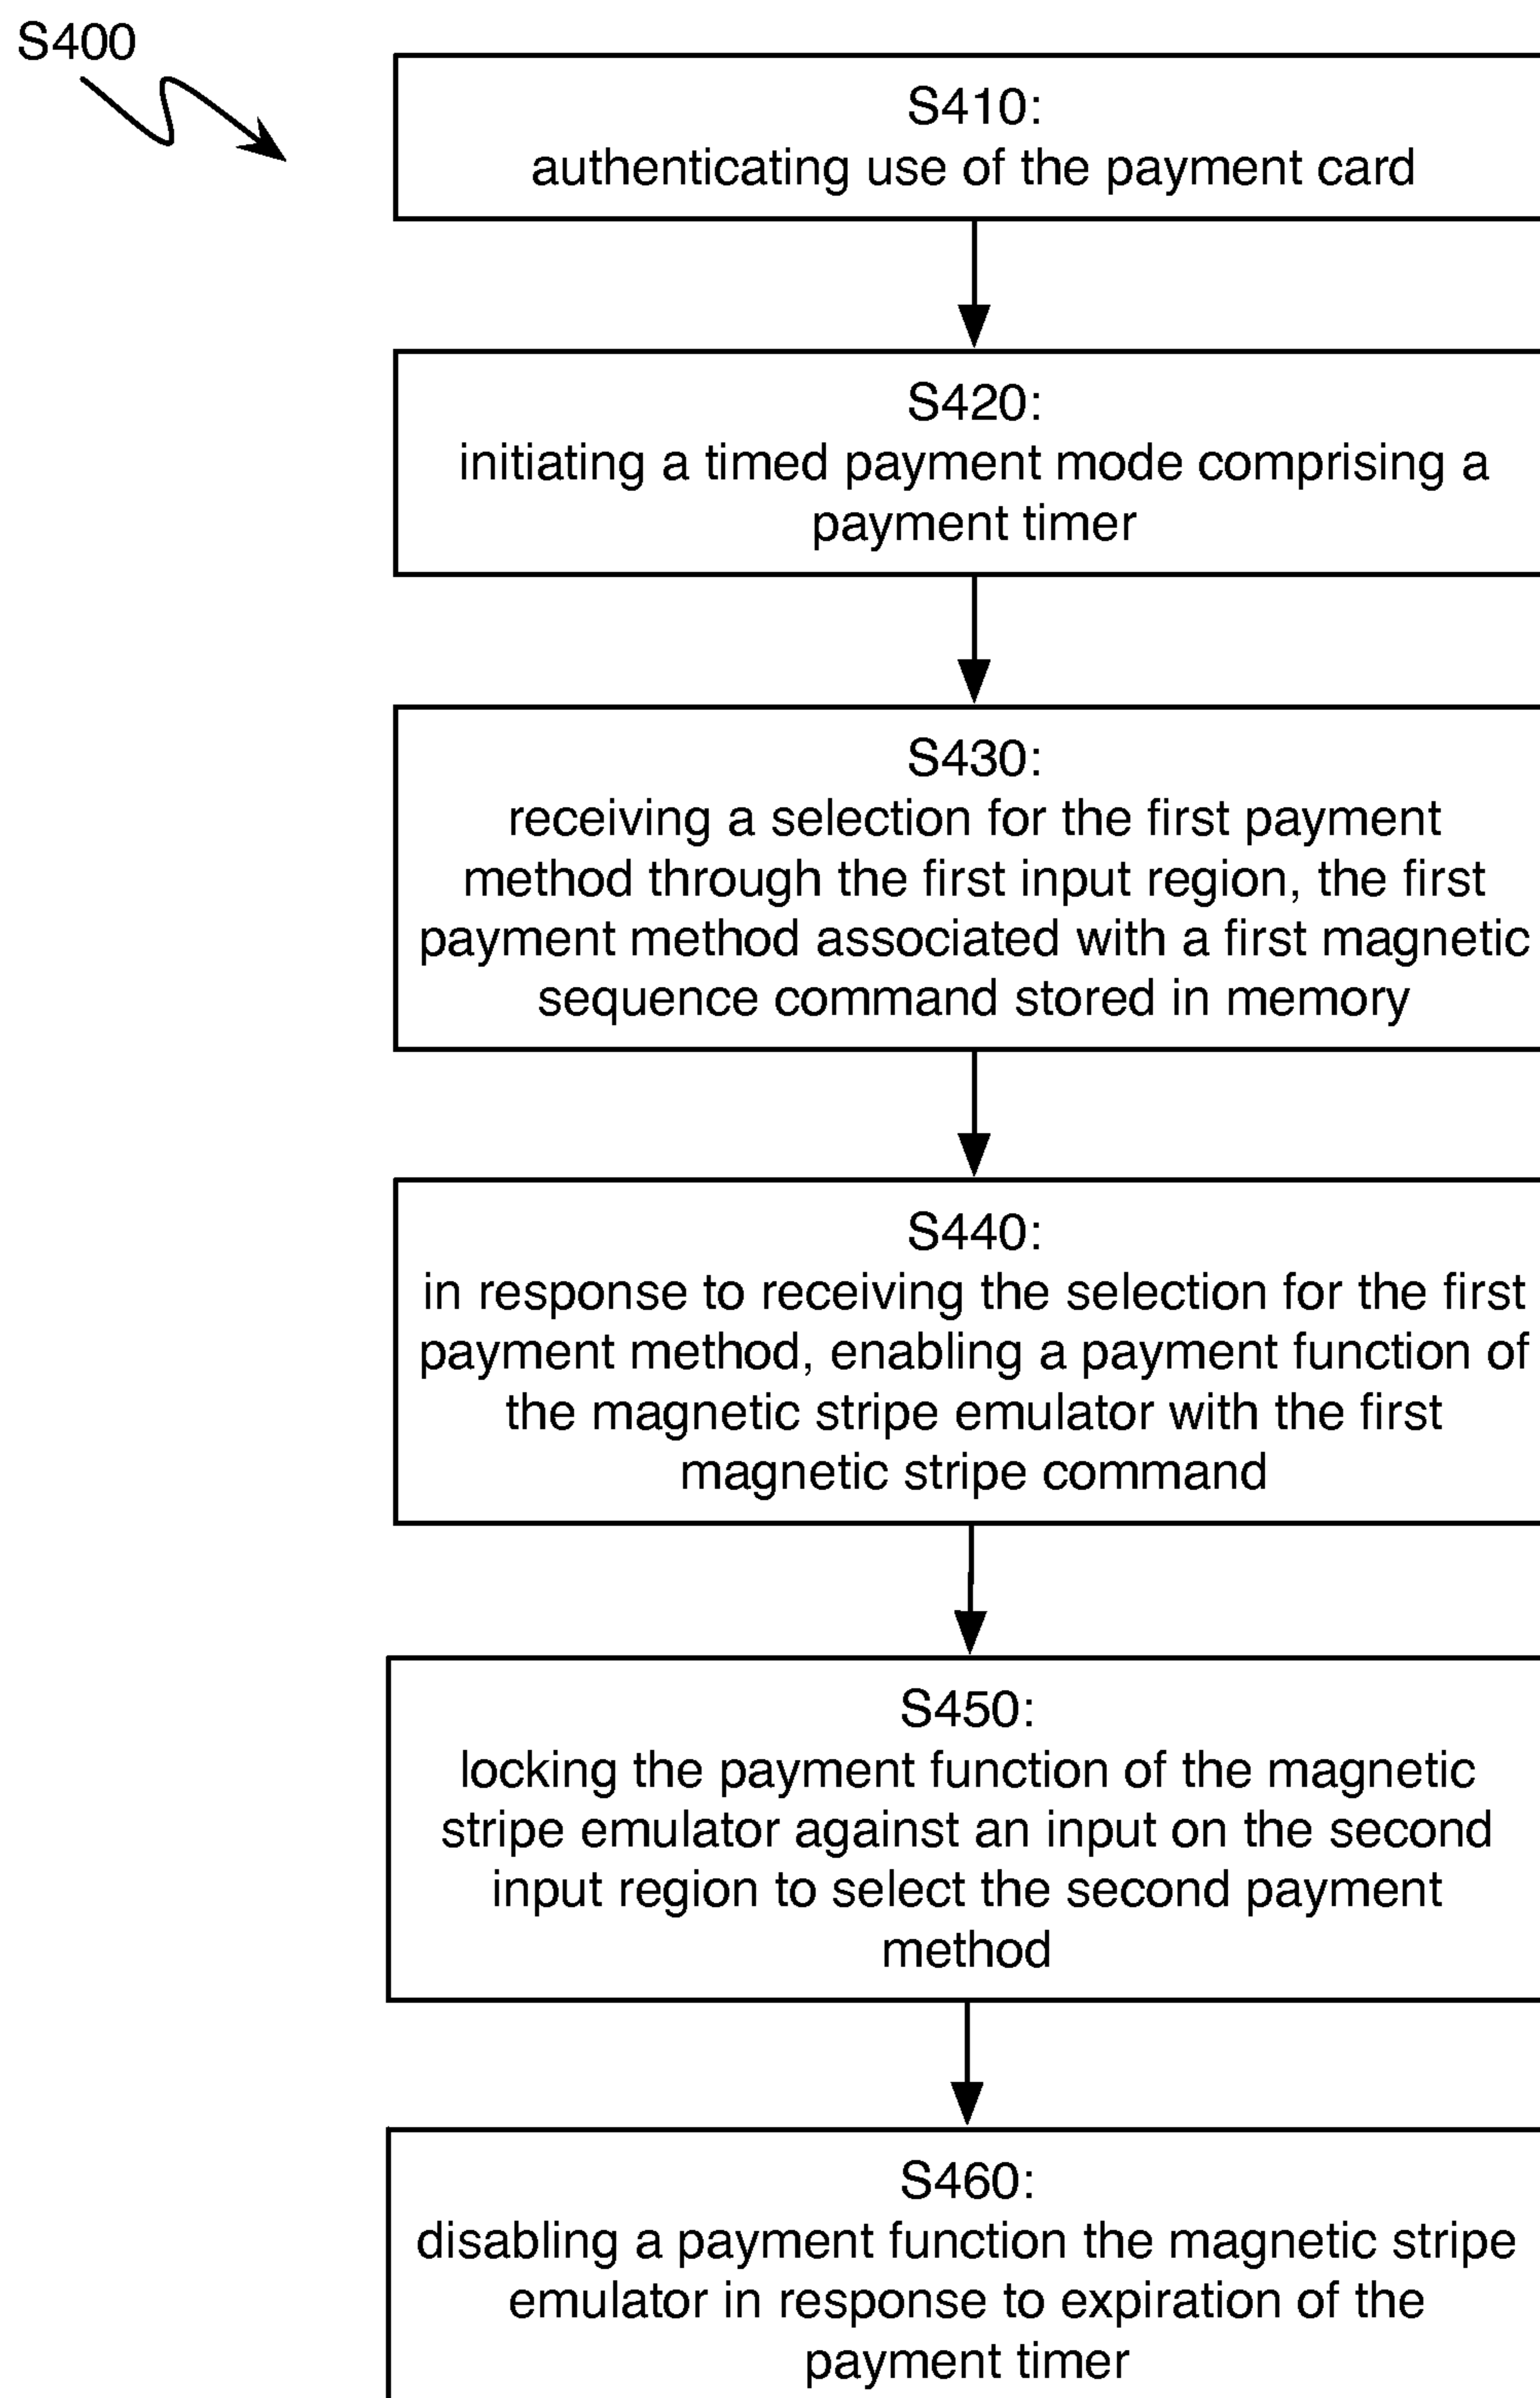 S400
S410:
authenticating use of the payment card
S420:
initiating a timed payment mode comprising a
payment timer
S430:
receiving a selection for the first payment
method through the first input region, the first
payment method associated with a first magnetic
sequence command stored in memory
S440:
in response to receiving the selection for the first
payment method, enabling a payment function of
the magnetic stripe emulator with the first
magnetic stripe command
S450:
locking the payment function of the magnetic
stripe emulator against an input on the second
input region to select the second payment
method
S460:
disabling a payment function the magnetic stripe
emulator in response to expiration of the
payment timer